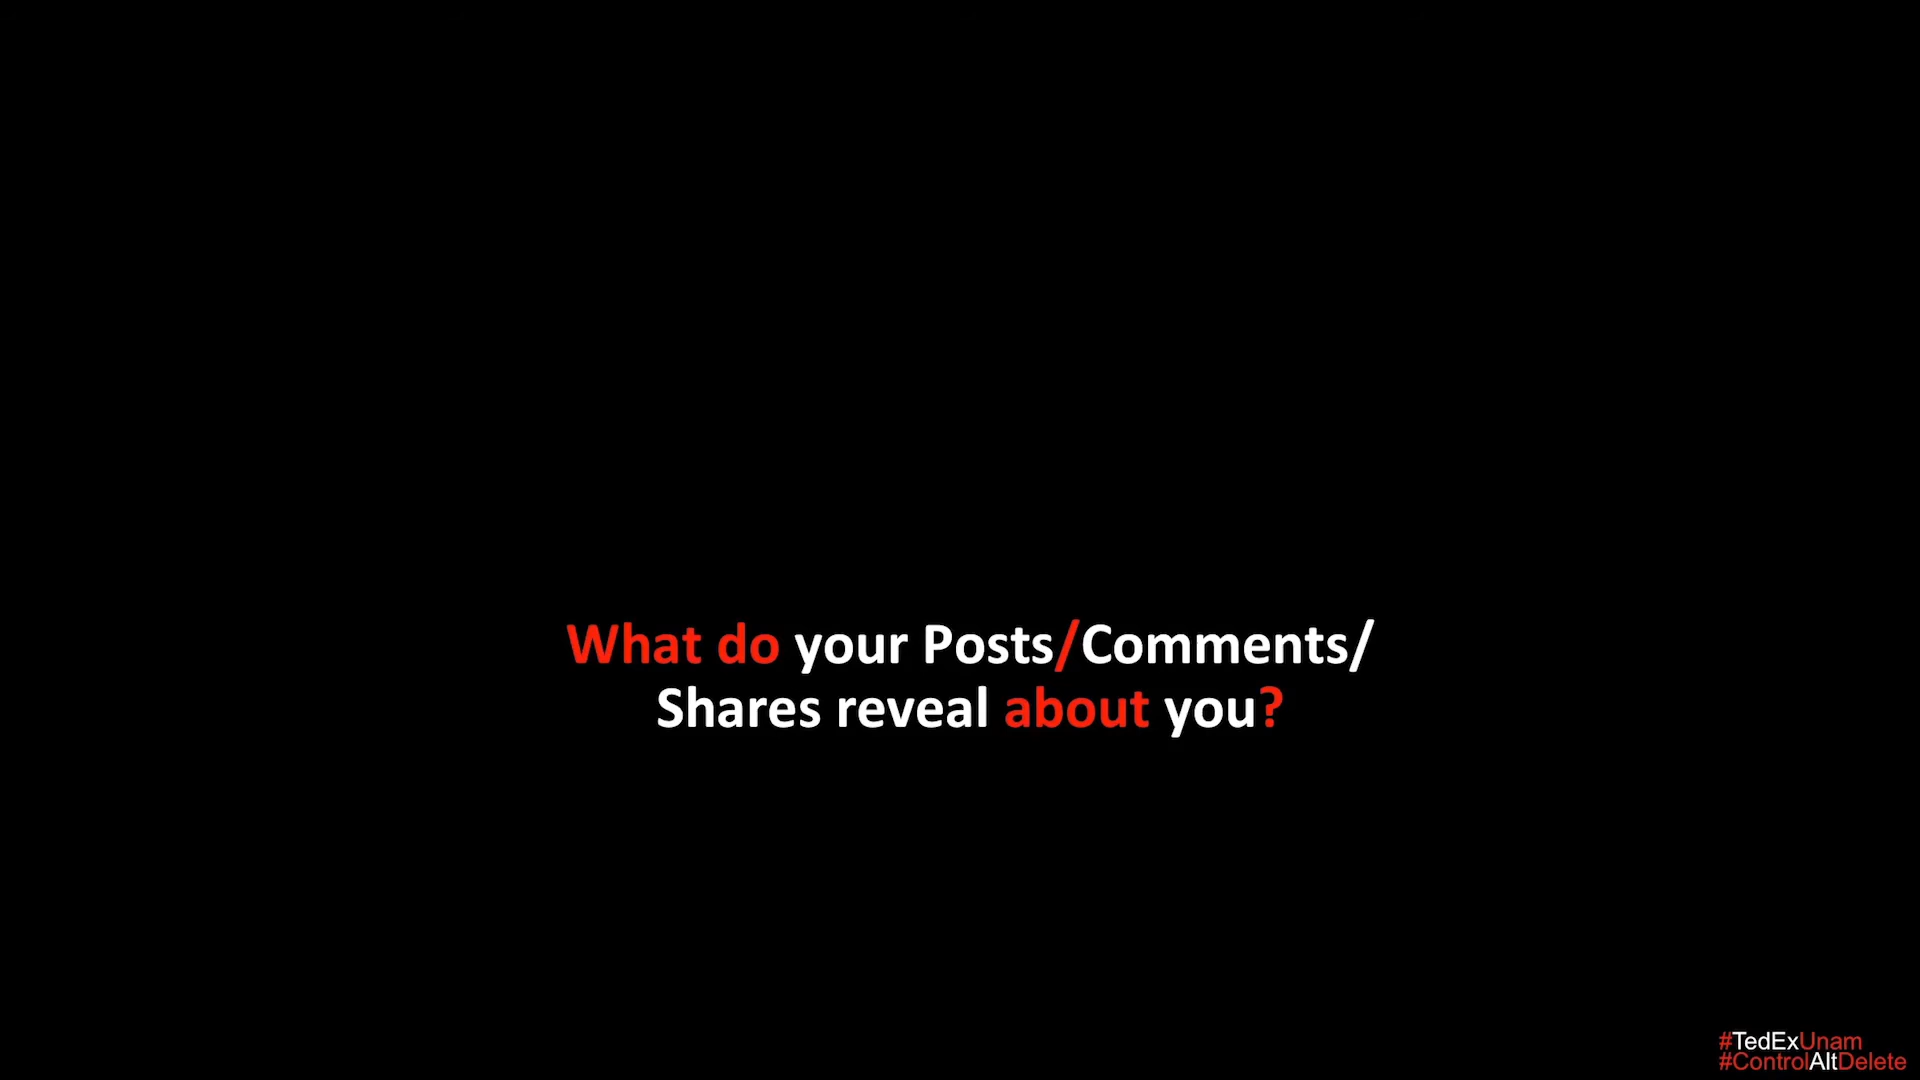 What do your Posts/Comments/
Shares reveal about you?
#TedExUnam
#ControlAltDelete